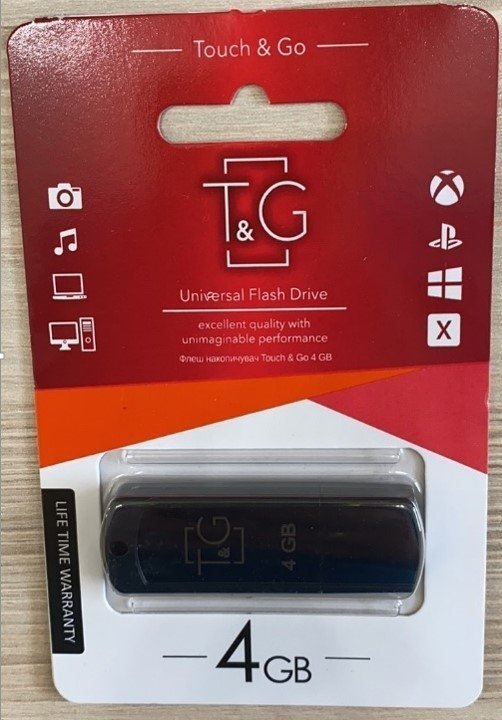 Touch & Go
T&G
Universal Flash Drive
excellent quality with
unimaginable performance
Флеш накопичувач Touch & Go 4 GB
X
T&G
4 GB
LIFE TIME WARRANTY
4GB